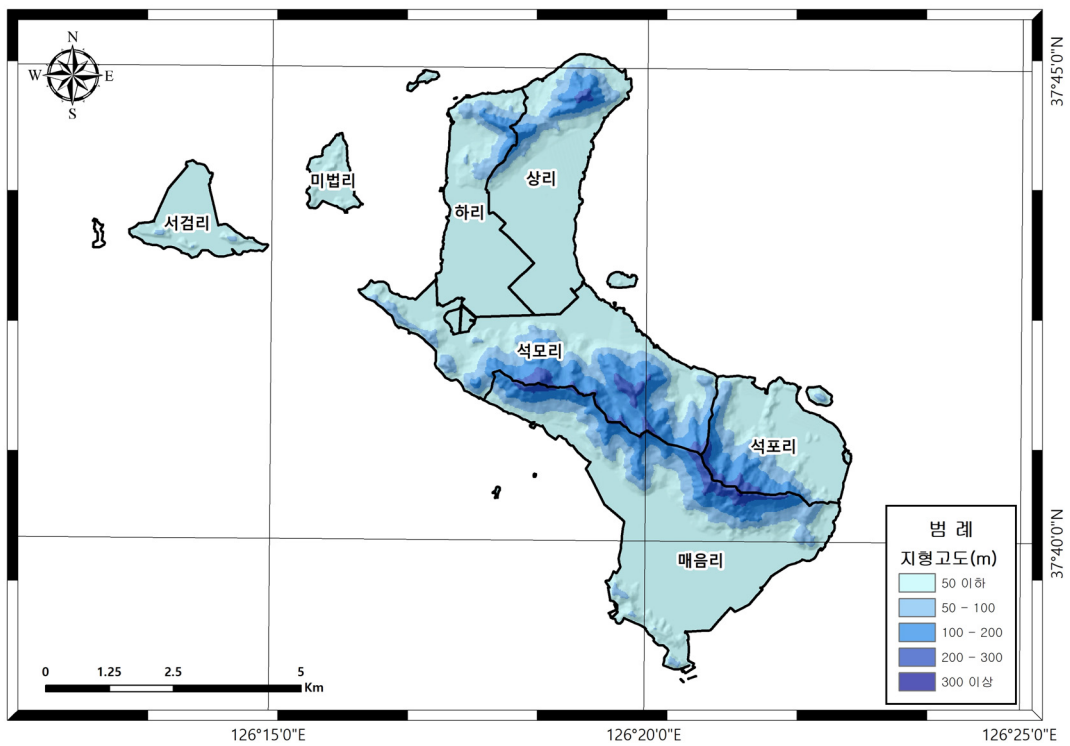 N
W E
S
37°45'0"N
미법리
상리
하리
서검리
석모리
석포리
매음리
37°40'0"N
범 례
지형고도(m)
50 이하
50 - 100
100 - 200
200 - 300
300 이상
0 1.25 2.5 5
Km
126°15'0"E 126°20'0"E 126°25'0"E